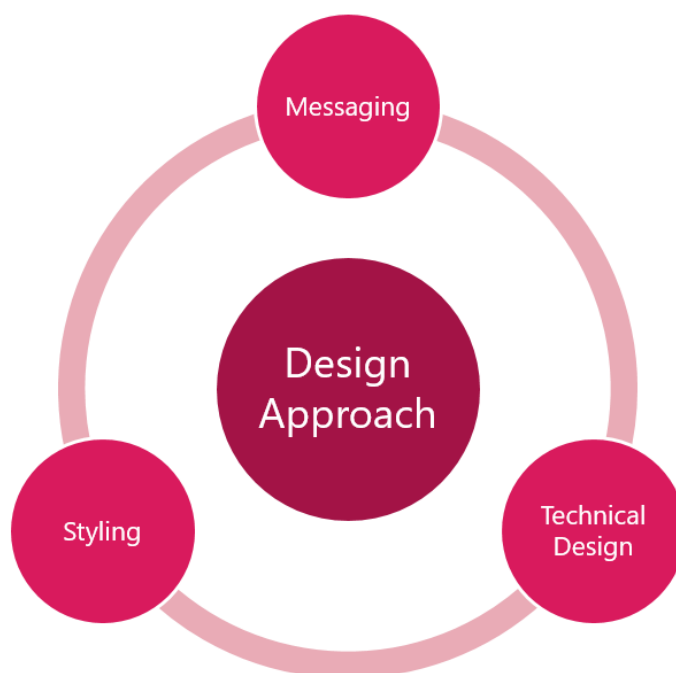 Messaging
Design
Approach
Styling
Technical
Design